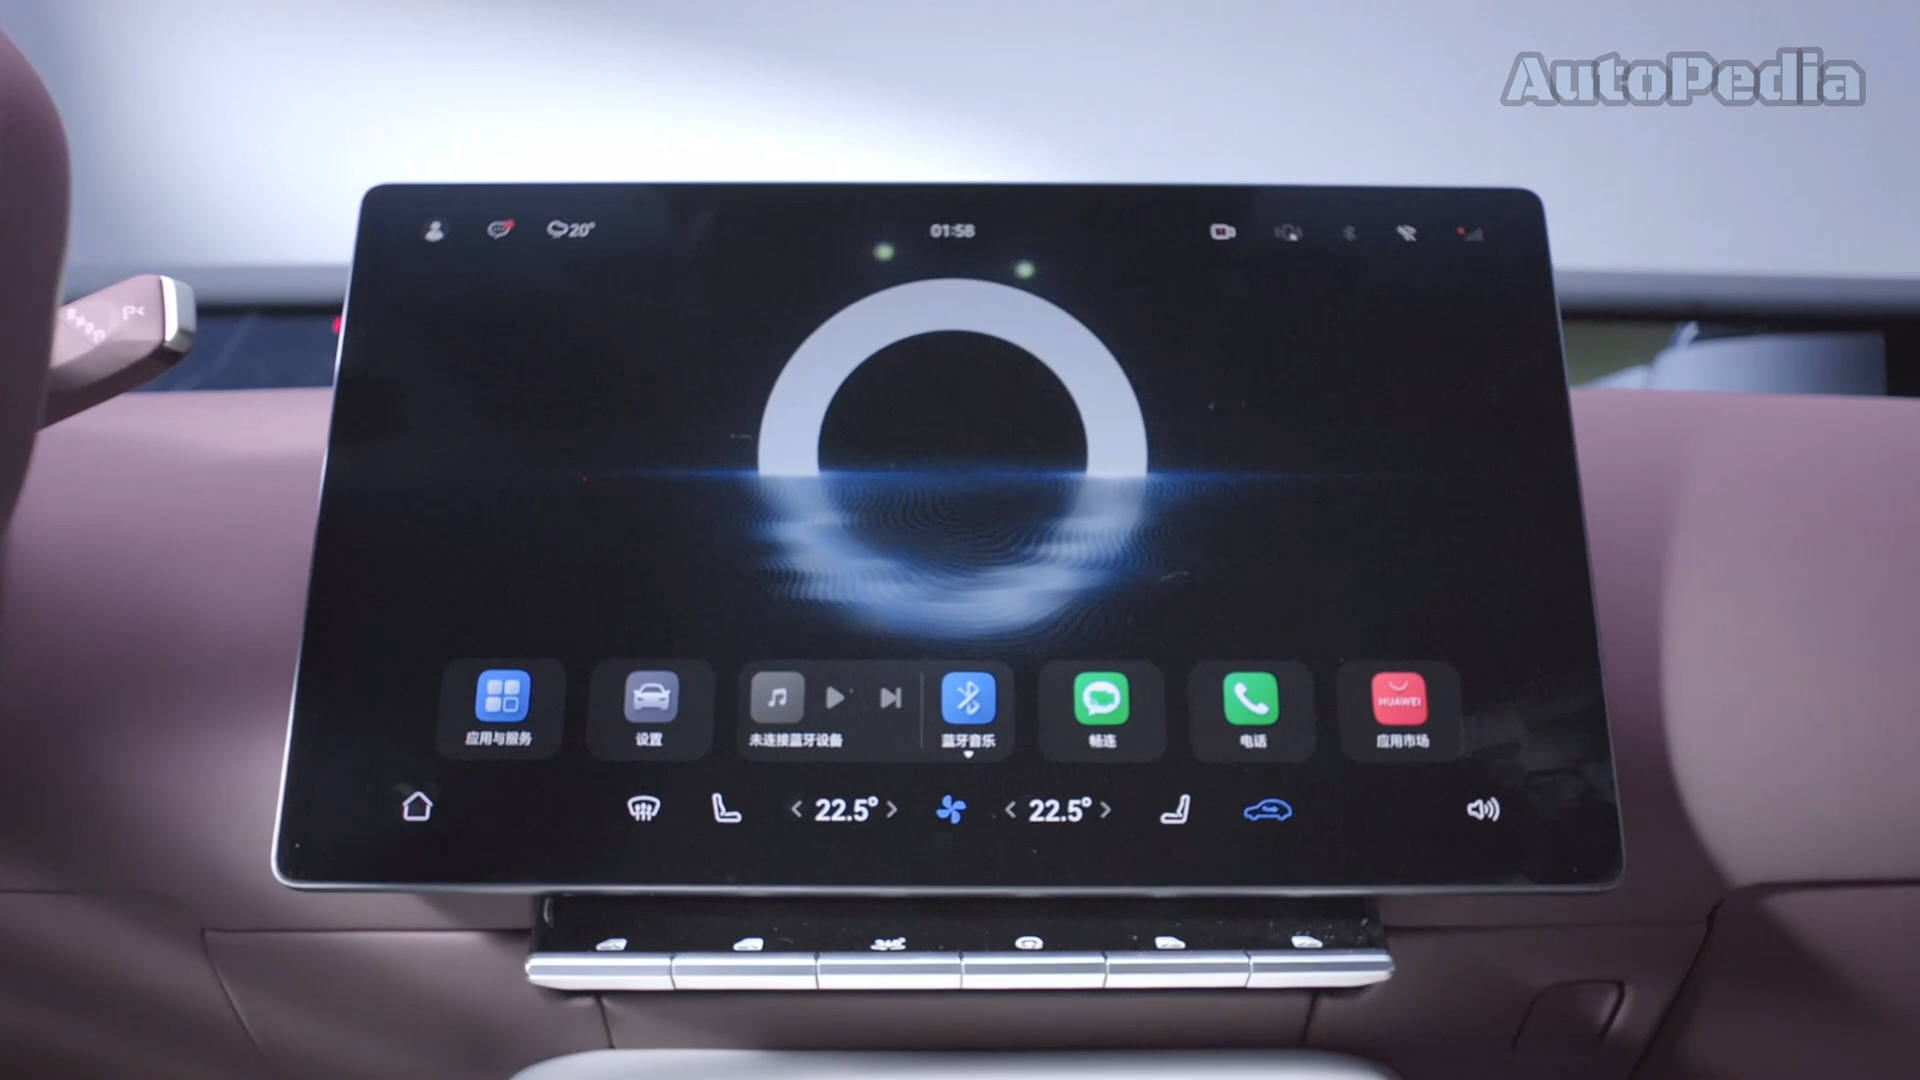 AutoPedia
20°
01:58
应用与服务
设置
未连接蓝牙设备
蓝牙音乐
畅连
电话
HUAWEI
应用市场
22.5°
22.5°
360°